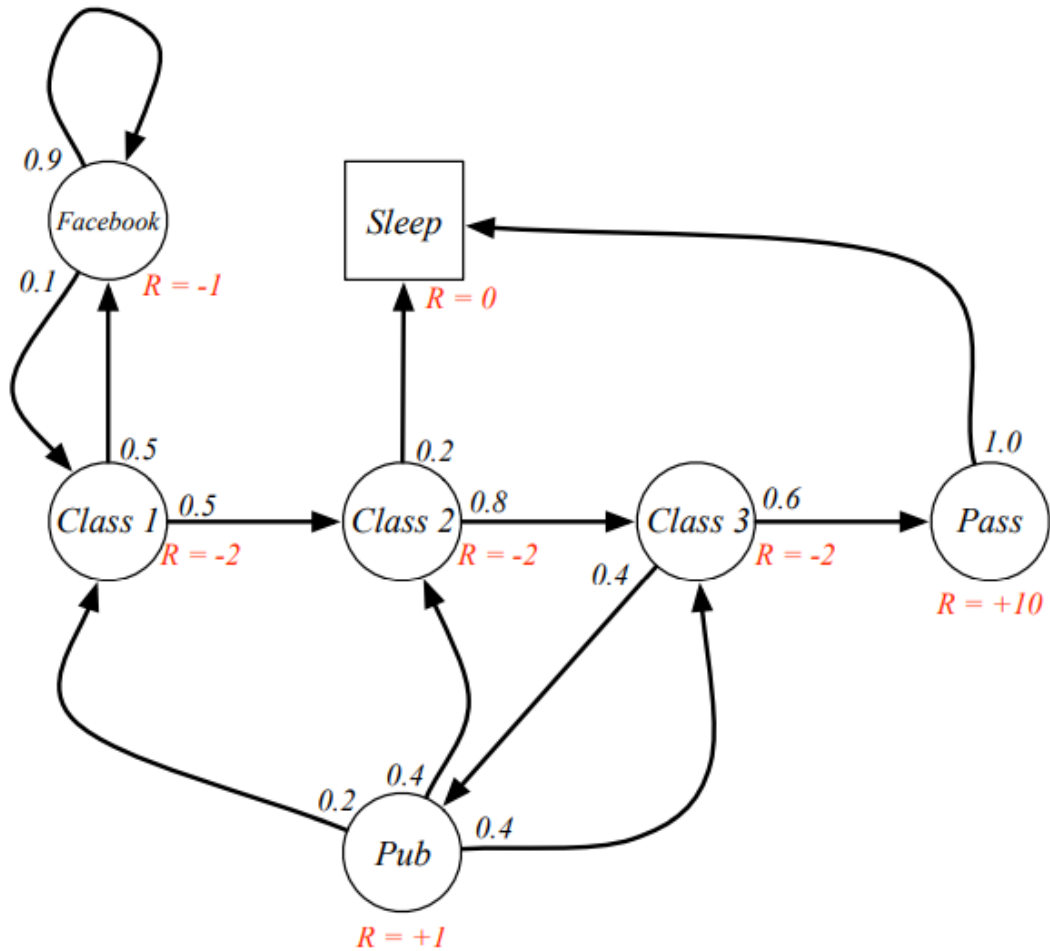 0.9
Facebook
Sleep
0.1
R = -1
R = 0
0.5
0.2
1.0
0.5
0.8
0.6
Class 1
Class 2
Class 3
Pass
R = -2
R = -2
R = -2
0.4
R = +10
0.4
0.2
0.4
Pub
R = +1